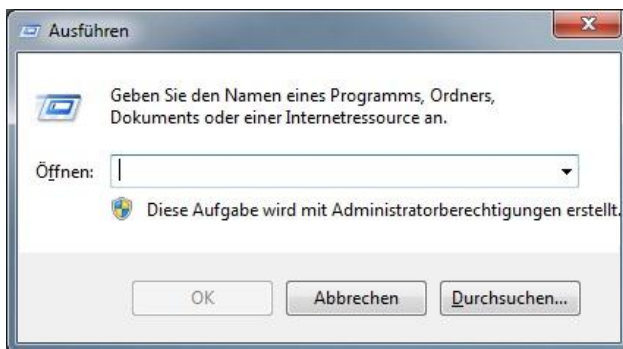 Ausführen
Geben Sie den Namen eines Programms, Ordners,
Dokuments oder einer Internetressource an.
Öffnen:
Diese Aufgabe wird mit Administratorberechtigungen erstellt.
OK Abbrechen Durchsuchen...